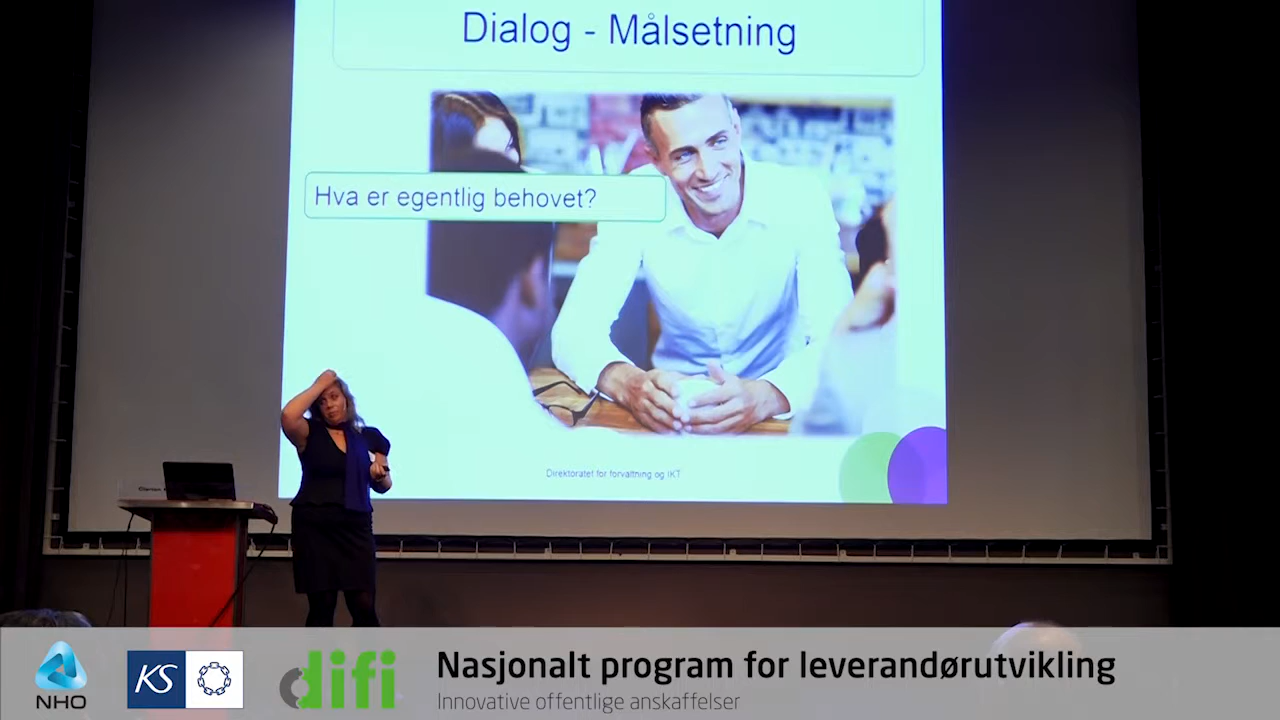 Dialog - Målsetning
Hva er egentlig behovet?
Direktoratet for forvaltning og IKT
NHO
KS
difi
Nasjonalt program for leverandørutvikling
Innovative offentlige anskaffelser